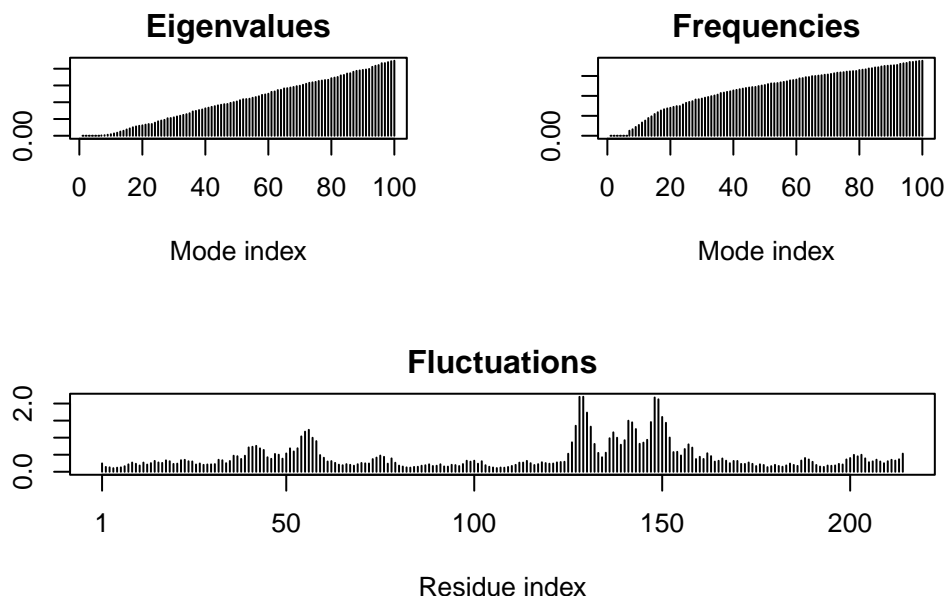 Eigenvalues
0.00
0 20 40 60 80 100
Mode index
Frequencies
0.00
0 20 40 60 80 100
Mode index
Fluctuations
2.0
0.0
1 50 100 150 200
Residue index